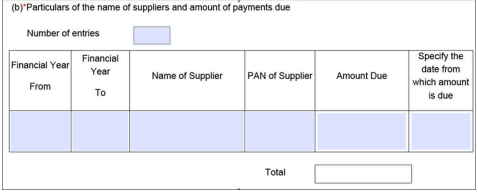 (b)*Particulars of the name of suppliers and amount of payments due
Number of entries
Financial Year
From
Financial
Year
To
Name of Supplier
PAN of Supplier
Amount Due
Specify the
date from
which amount
is due
Total